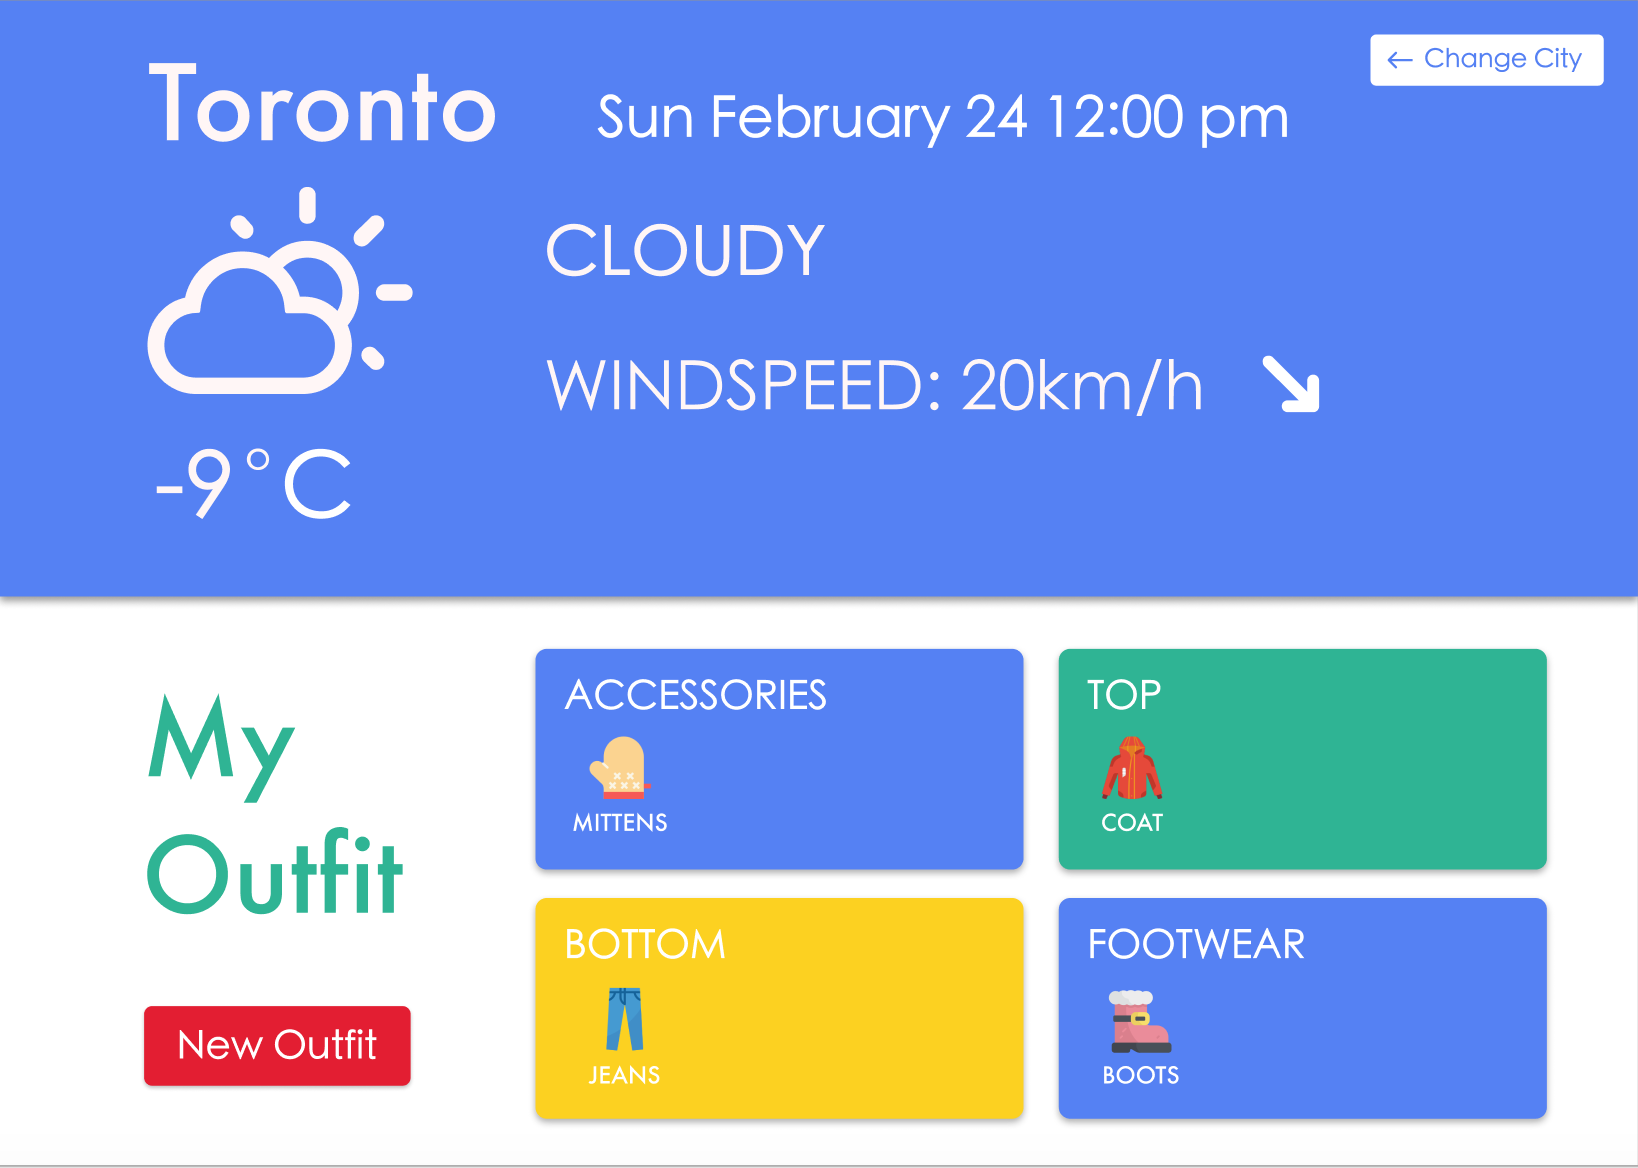 Toronto
Sun February 24 12:00 pm
← Change City
CLOUDY
WINDSPEED: 20km/h
-9°C
My
Outfit
New Outfit
ACCESSORIES
MITTENS
TOP
COAT
BOTTOM
JEANS
FOOTWEAR
BOOTS